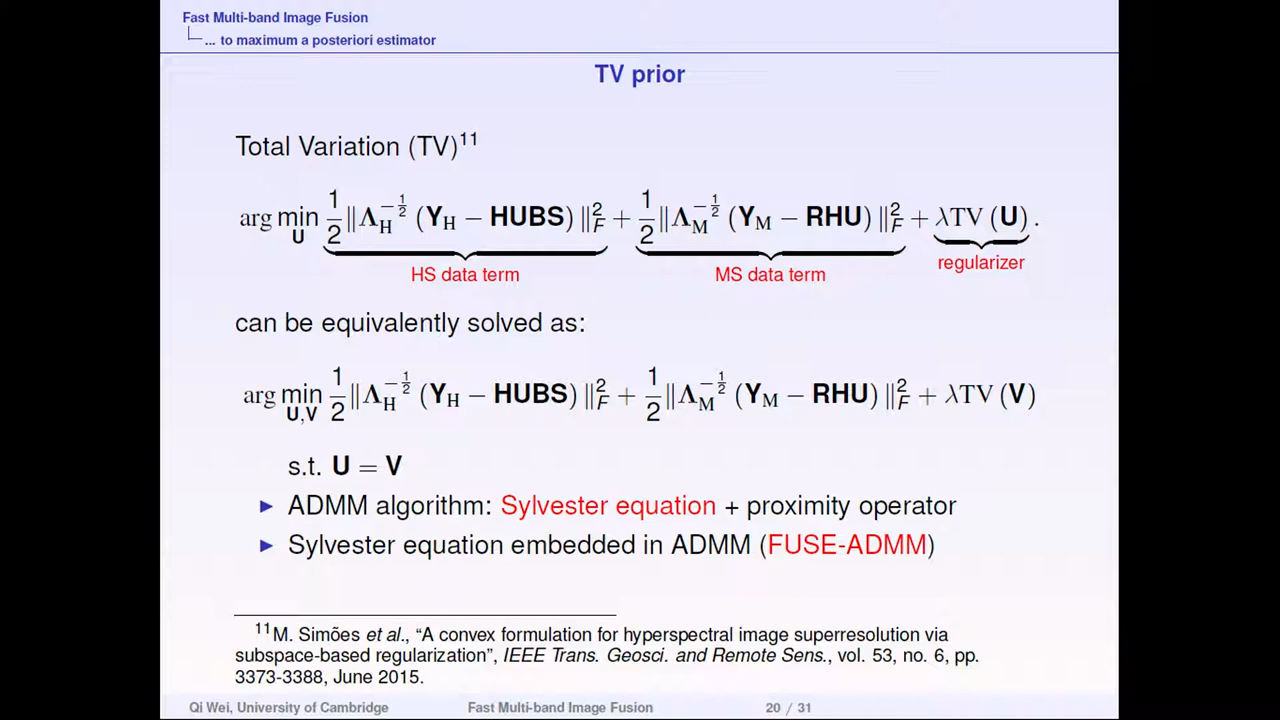 Fast Multi-band Image Fusion
... to maximum a posteriori estimator
TV prior
Total Variation (TV)¹¹
arg min_U 1/2 ‖Λ_H^{-1/2} (Y_H − HUBS) ‖_F^2 + 1/2 ‖Λ_M^{-1/2} (Y_M − RHU) ‖_F^2 + λTV (U) .
HS data term MS data term regularizer
can be equivalently solved as:
arg min_{U,V} 1/2 ‖Λ_H^{-1/2} (Y_H − HUBS) ‖_F^2 + 1/2 ‖Λ_M^{-1/2} (Y_M − RHU) ‖_F^2 + λTV (V)
s.t. U = V
► ADMM algorithm: Sylvester equation + proximity operator
► Sylvester equation embedded in ADMM (FUSE-ADMM)
¹¹M. Simões et al., “A convex formulation for hyperspectral image superresolution via
subspace-based regularization”, IEEE Trans. Geosci. and Remote Sens., vol. 53, no. 6, pp.
3373-3388, June 2015.
Qi Wei, University of Cambridge Fast Multi-band Image Fusion 20 / 31